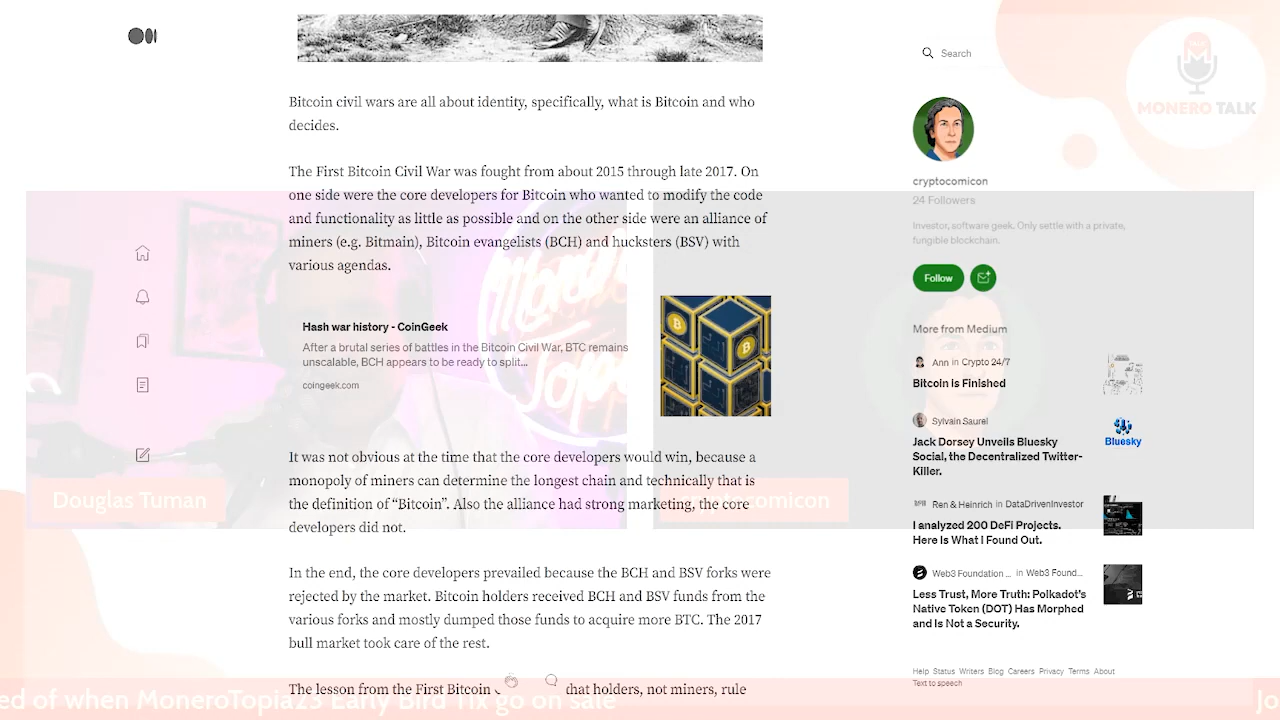 Search
MONERO TALK
Bitcoin civil wars are all about identity, specifically, what is Bitcoin and who
decides.
The First Bitcoin Civil War was fought from about 2015 through late 2017. On
one side were the core developers for Bitcoin who wanted to modify the code
and functionality as little as possible and on the other side were an alliance of
miners (e.g. Bitmain), Bitcoin evangelists (BCH) and hucksters (BSV) with
various agendas.
Hash war history - CoinGeek
After a brutal series of battles in the Bitcoin Civil War, BTC remains
unscalable, BCH appears to be ready to split...
coingeek.com
It was not obvious at the time that the core developers would win, because a
monopoly of miners can determine the longest chain and technically that is
the definition of “Bitcoin”. Also the alliance had strong marketing, the core
developers did not.
In the end, the core developers prevailed because the BCH and BSV forks were
rejected by the market. Bitcoin holders received BCH and BSV funds from the
various forks and mostly dumped those funds to acquire more BTC. The 2017
bull market took care of the rest.
The lesson from the First Bitcoin
that holders, not miners, rule
cryptocomicon
24 Followers
Investor, software geek. Only settle with a private,
fungible blockchain.
Follow
More from Medium
Ann in Crypto 24/7
Bitcoin is Finished
Sylvain Saurel
Jack Dorsey Unveils Bluesky
Social, the Decentralized Twitter-
Killer.
Bluesky
Ren & Heinrich in DataDrivenInvestor
I analyzed 200 DeFi Projects.
Here Is What I Found Out.
Web3 Foundation ... in Web3 Found...
Less Trust, More Truth: Polkadot's
Native Token (DOT) Has Morphed
and Is Not a Security.
Help Status Writers Blog Careers Privacy Terms About
Text to speech
Douglas Tuman
cryptocomicon
ed of when MoneroTopia23 Early Bird Tix go on sale
Jo